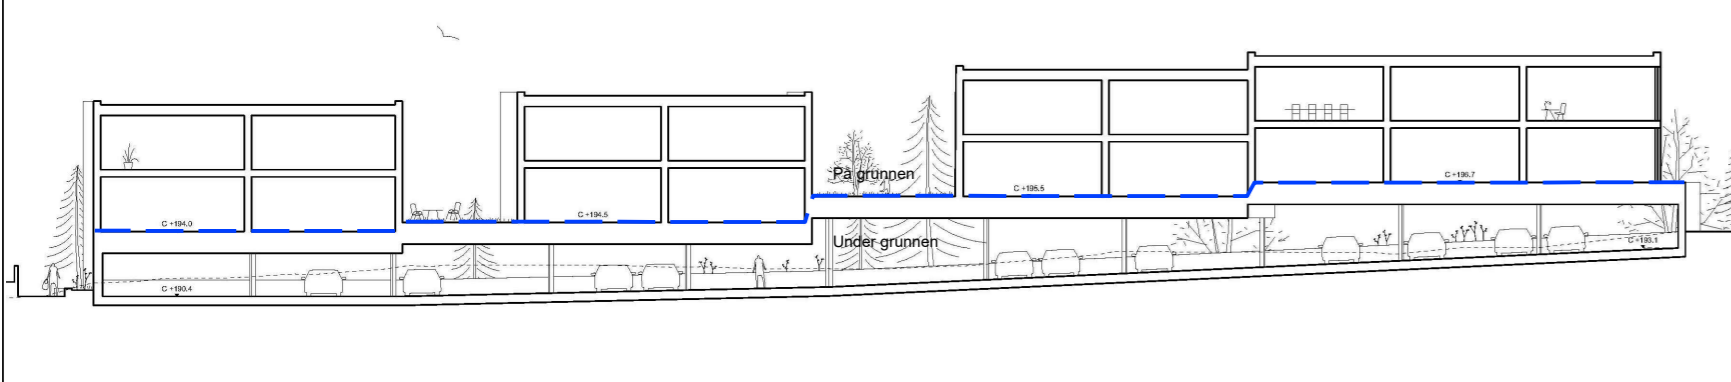 På grunnen
C +196.7
C +195.5
C +194.5
C +194.0
Under grunnen
C +193.1
C +190.4